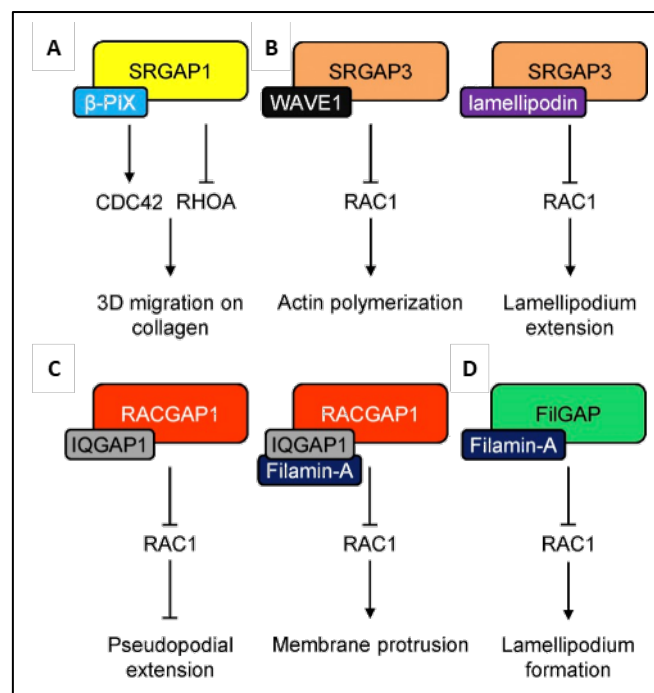 A
SRGAP1
β-PIX
CDC42 RHOA
3D migration on
collagen
B
SRGAP3
WAVE1
RAC1
Actin polymerization
SRGAP3
lamellipodin
RAC1
Lamellipodium
extension
C
RACGAP1
IQGAP1
RAC1
Pseudopodial
extension
RACGAP1
IQGAP1
Filamin-A
RAC1
Membrane protrusion
D
FilGAP
Filamin-A
RAC1
Lamellipodium
formation